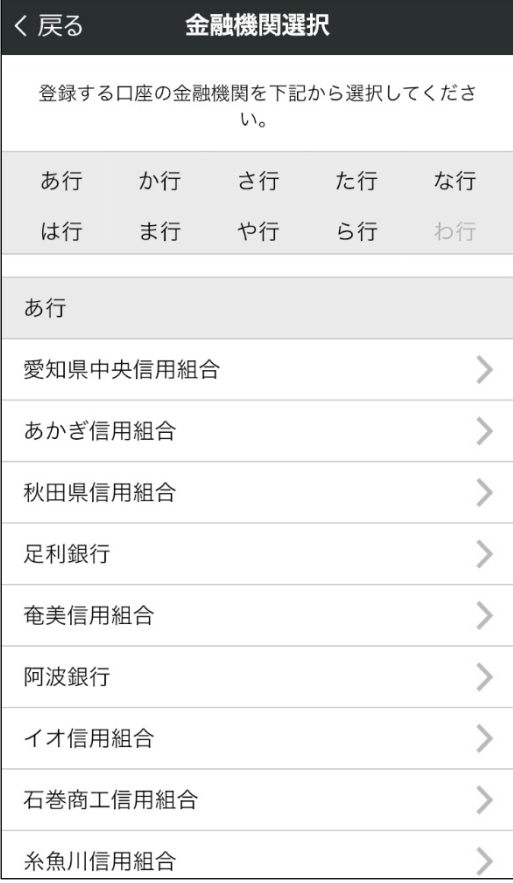 く 戻る 金融機関選択
登録する口座の金融機関を下記から選択してくださ
い。
あ行 か行 さ行 た行 な行
は行 ま行 や行 ら行 わ行
あ行
愛知県中央信用組合
あかぎ信用組合
秋田県信用組合
足利銀行
奄美信用組合
阿波銀行
イオ信用組合
石巻商工信用組合
糸魚川信用組合